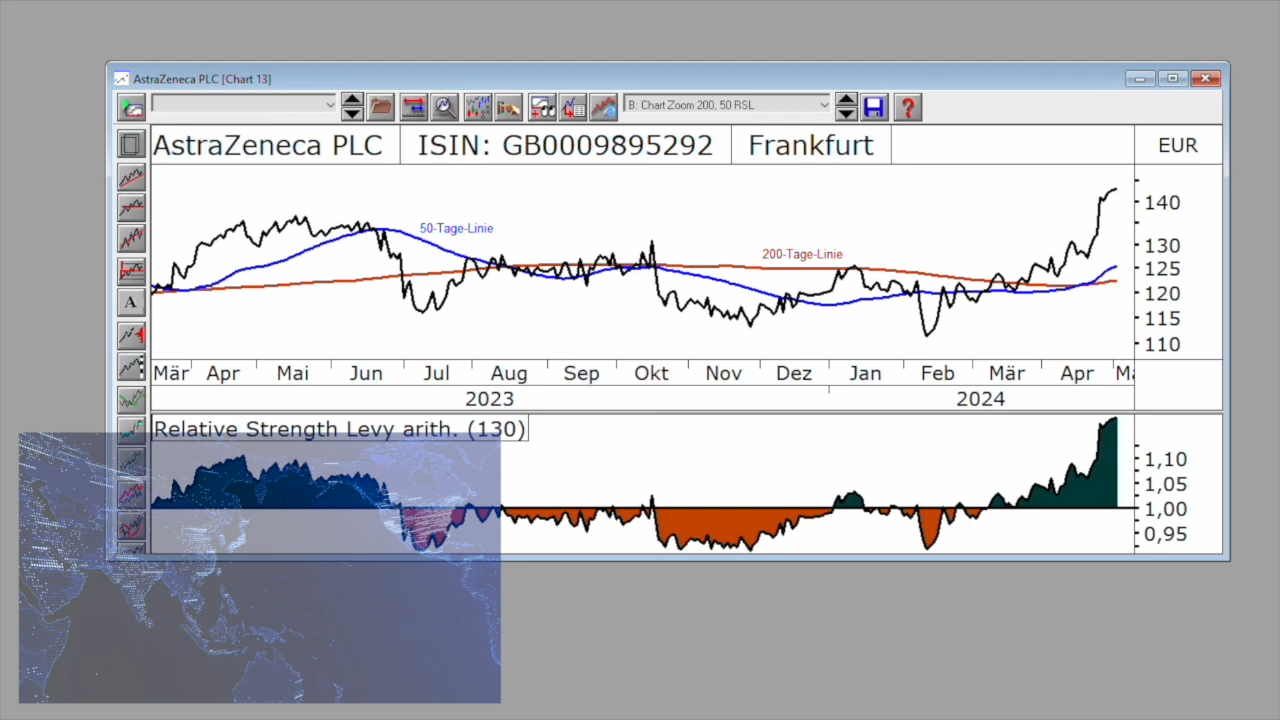 AstraZeneca PLC [Chart 13]
B: Chart Zoom 200, 50 RSL
?
AstraZeneca PLC ISIN: GB0009895292 Frankfurt EUR
50-Tage-Linie
200-Tage-Linie
140
130
125
120
115
110
A
Mär Apr Mai Jun Jul Aug Sep Okt Nov Dez Jan Feb Mär Apr Ma
2023 2024
Relative Strength Levy arith. (130)
1,10
1,05
1,00
0,95